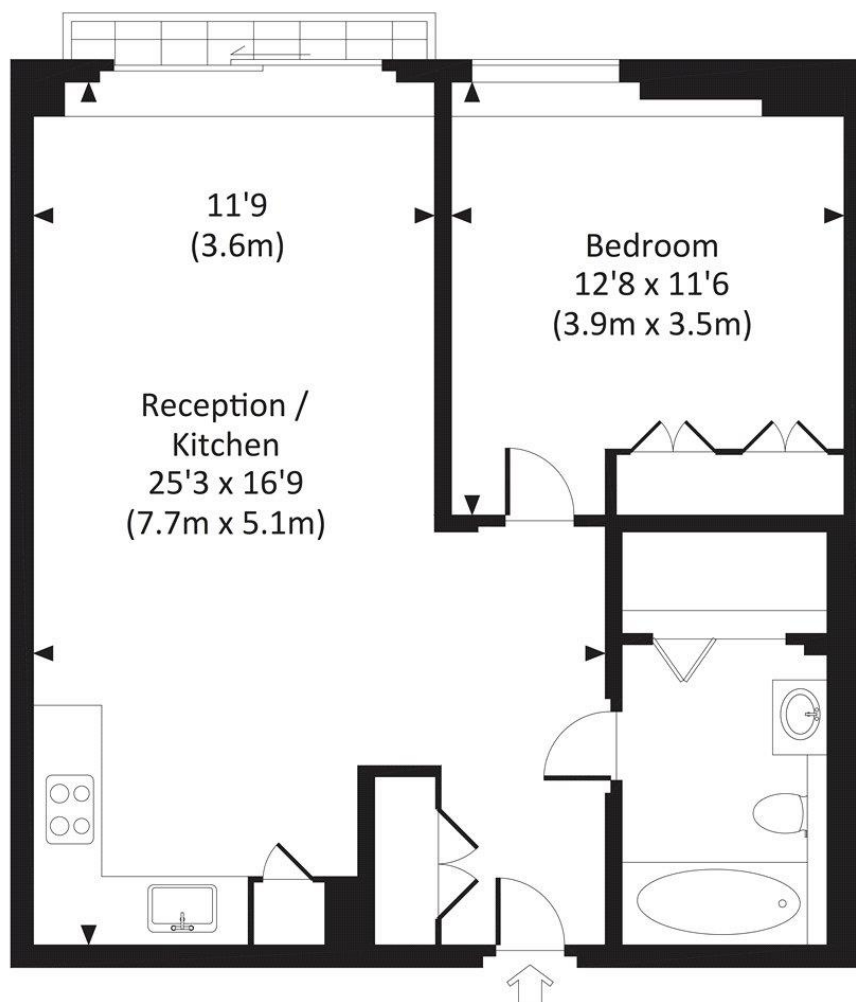 11'9
(3.6m)
Bedroom
12'8 x 11'6
(3.9m x 3.5m)
Reception /
Kitchen
25'3 x 16'9
(7.7m x 5.1m)